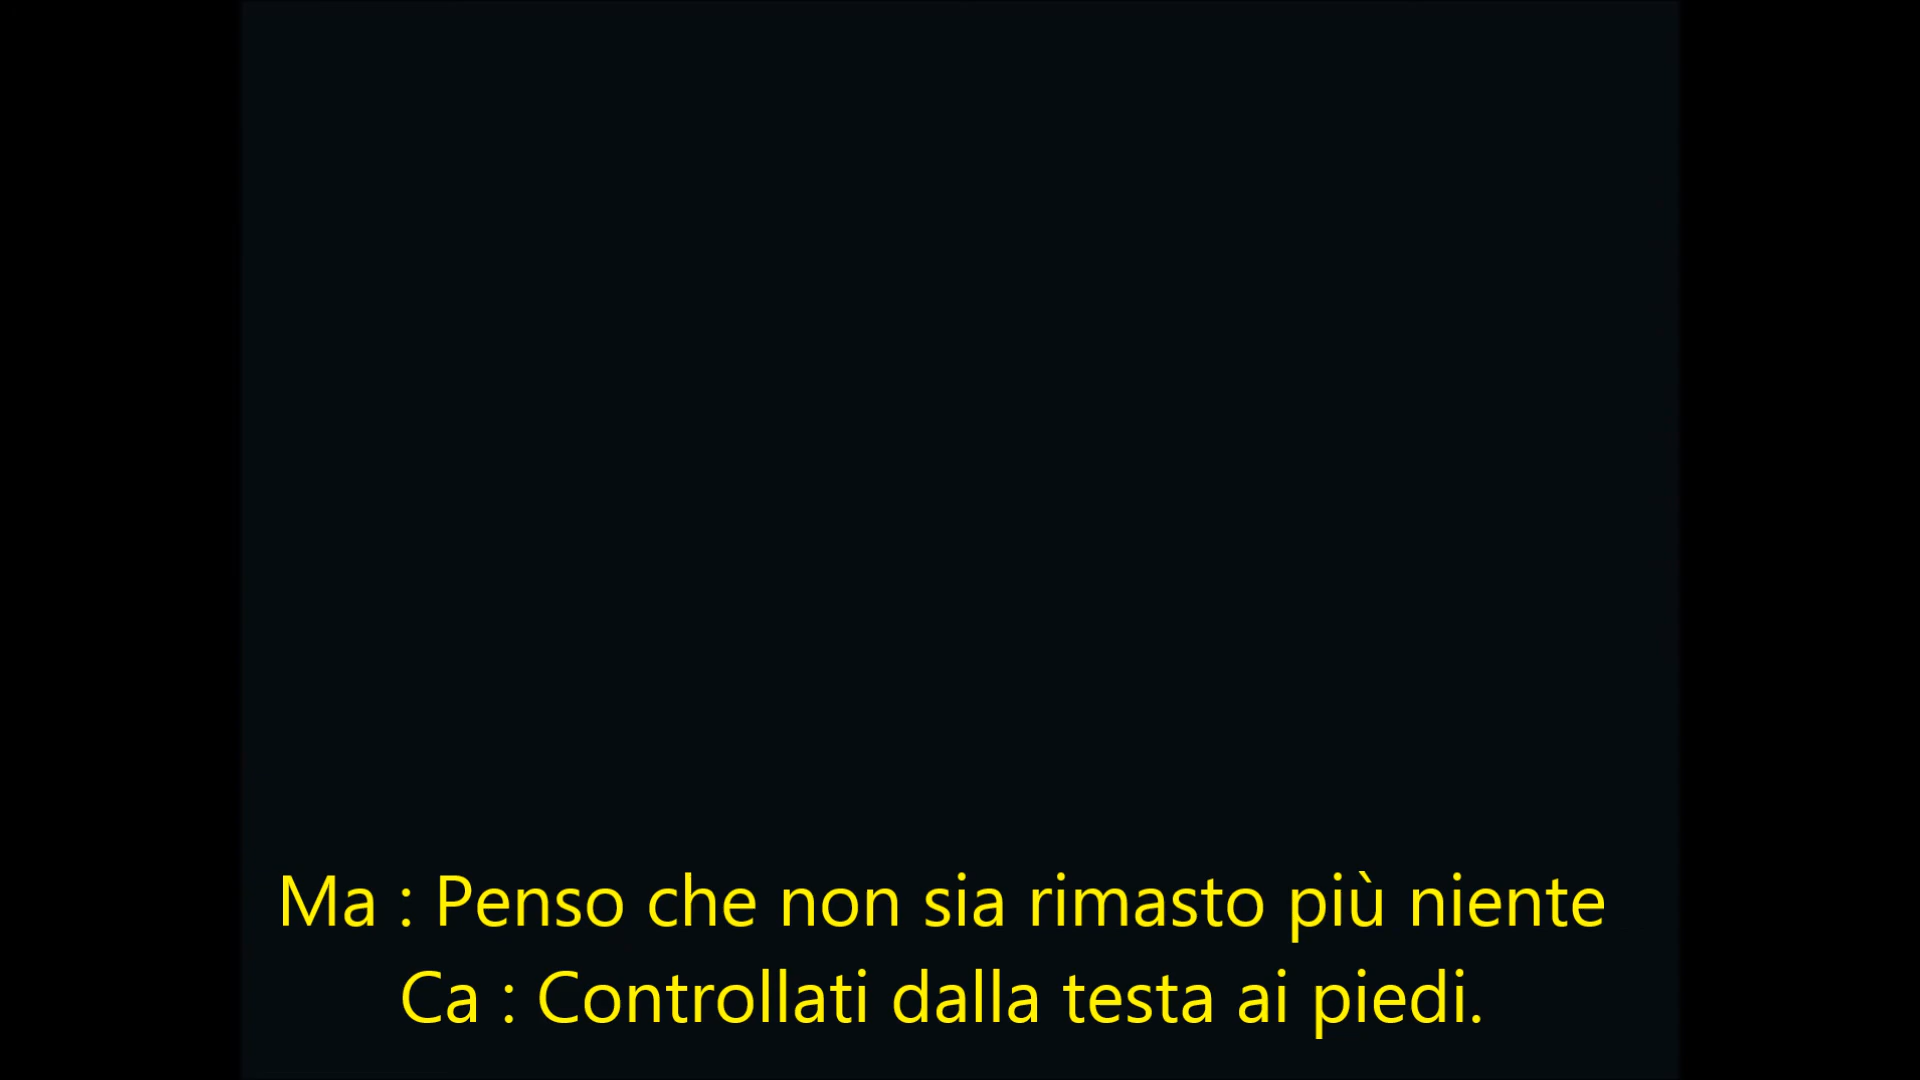 Ma : Penso che non sia rimasto più niente
Ca : Controllati dalla testa ai piedi.